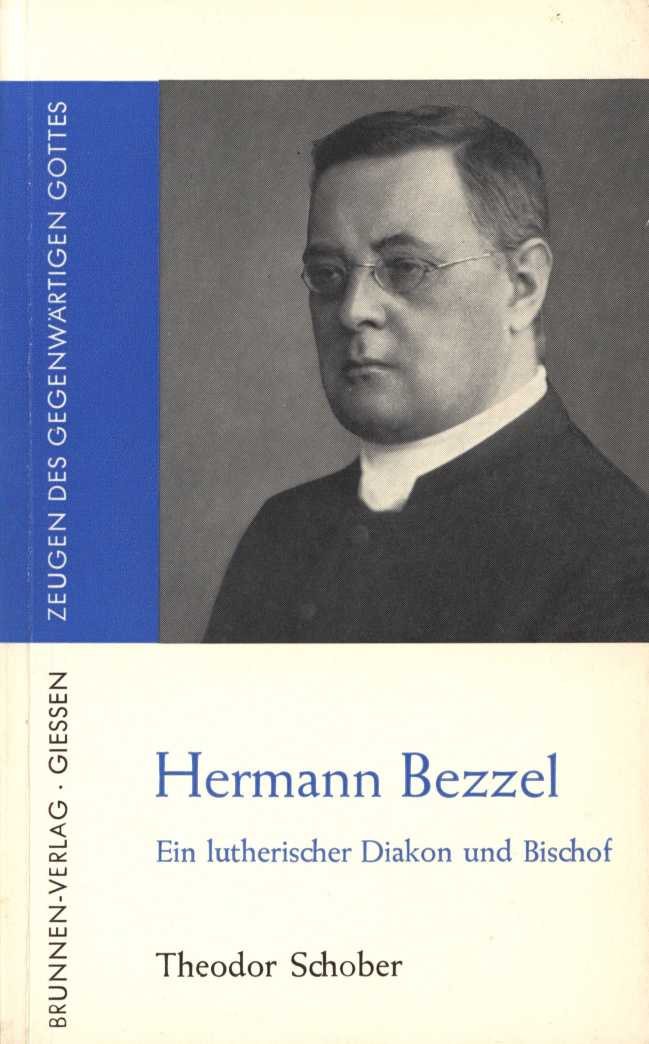 ZEUGEN DES GEGENWÄRTIGEN GOTTES
BRUNNEN-VERLAG · GIESSEN
Hermann Bezzel
Ein lutherischer Diakon und Bischof
Theodor Schober